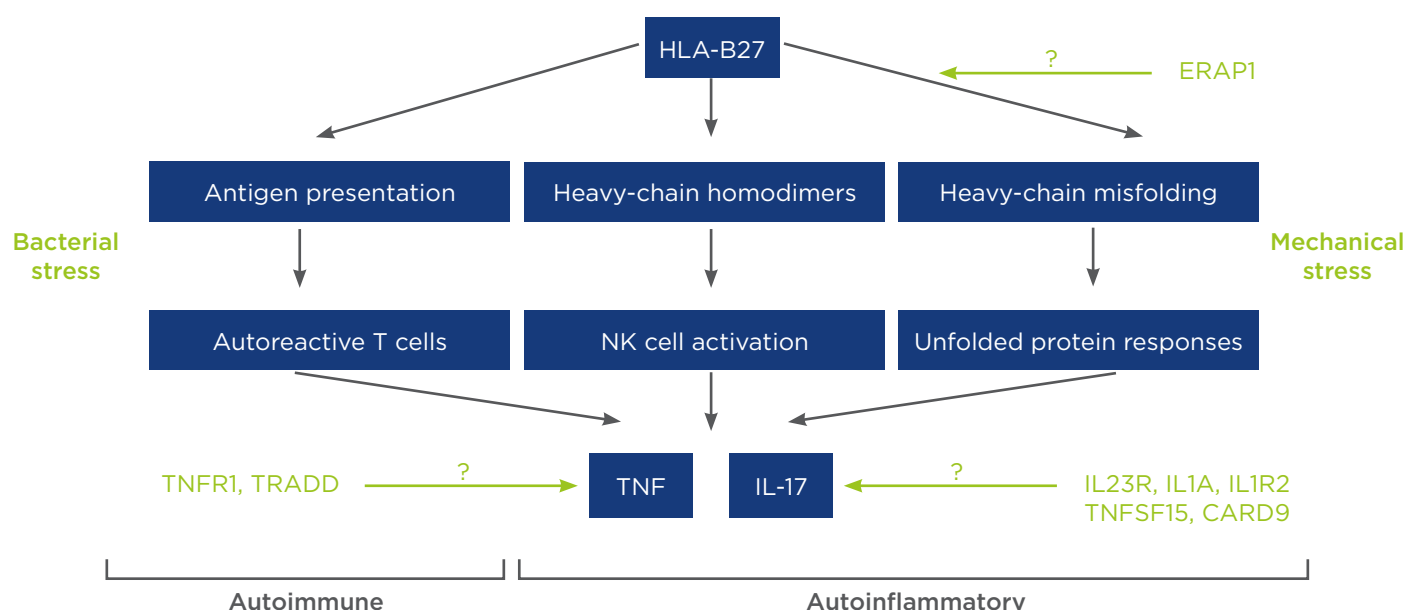 HLA-B27
?
ERAP1
Antigen presentation
Heavy-chain homodimers
Heavy-chain misfolding
Bacterial
stress
Mechanical
stress
Autoreactive T cells
NK cell activation
Unfolded protein responses
TNFR1, TRADD
?
TNF
IL-17
?
IL23R, IL1A, IL1R2
TNFSF15, CARD9
Autoimmune
Autoinflammatory